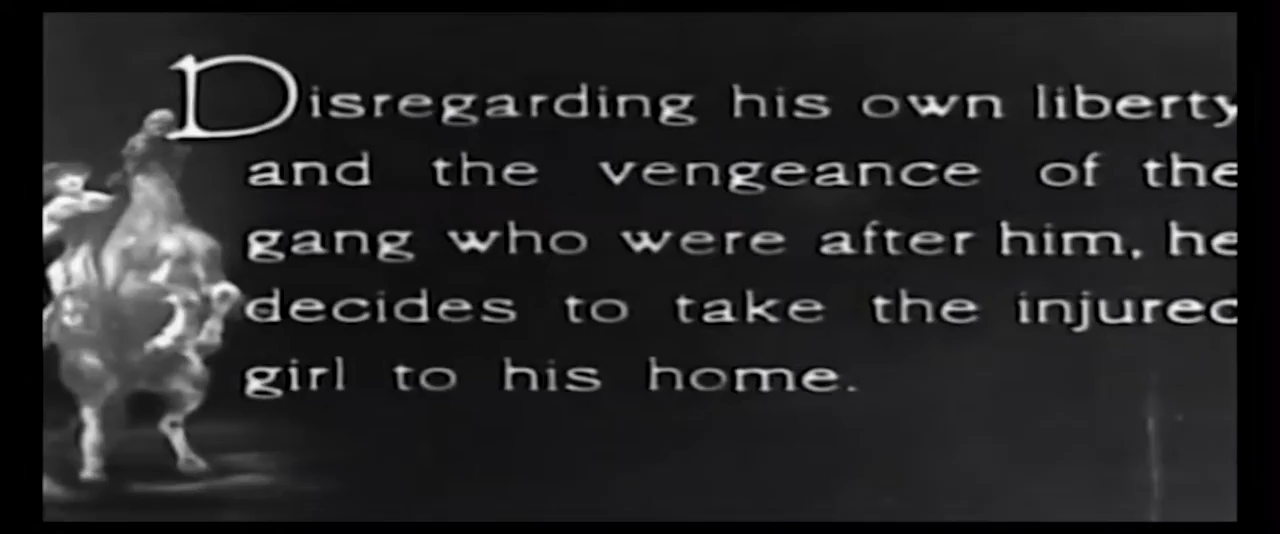 Disregarding his own liberty
and the vengeance of the
gang who were after him, he
decides to take the injured
girl to his home.